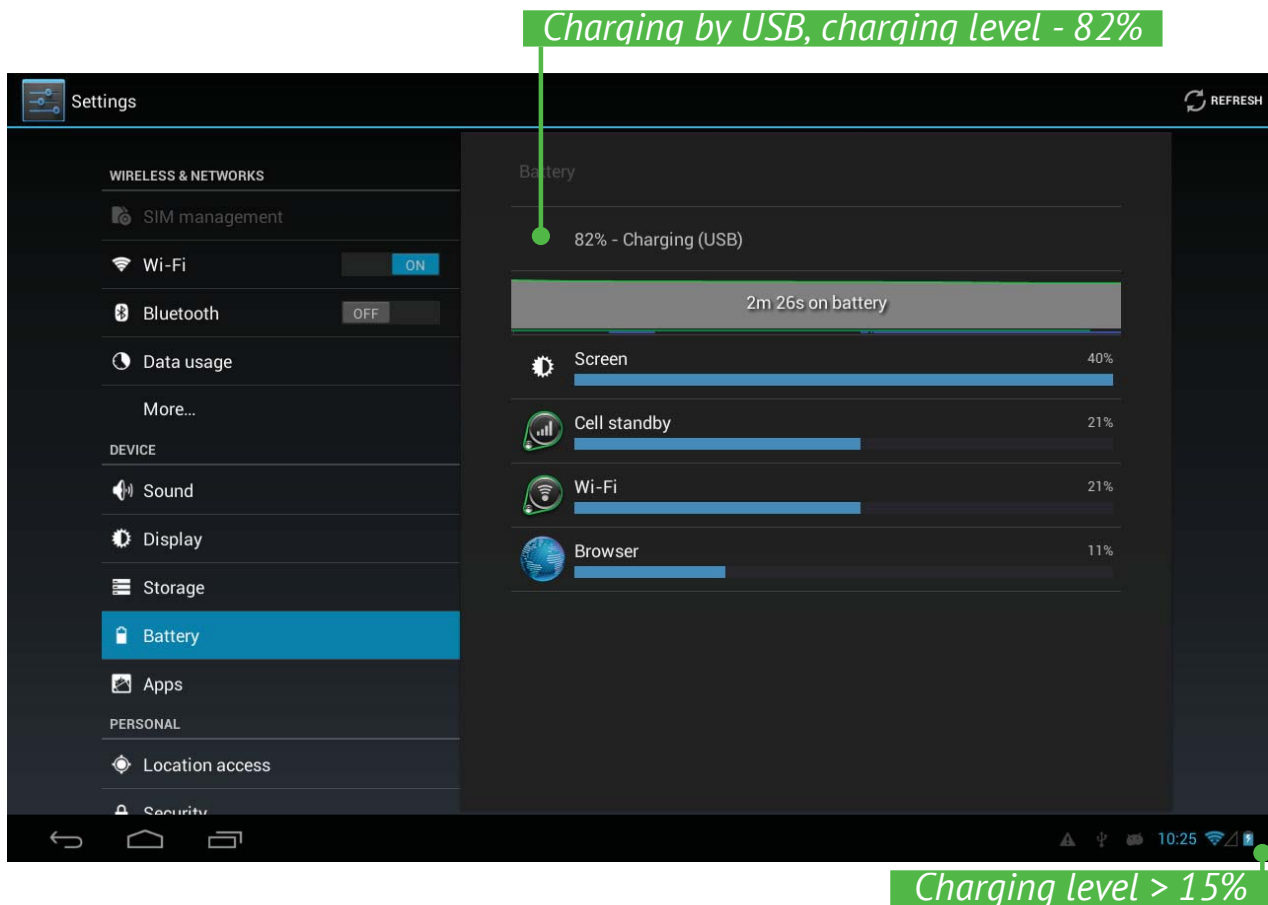 Charging by USB, charging level - 82%
Settings
REFRESH
WIRELESS & NETWORKS
SIM management
Wi-Fi ON
Bluetooth OFF
Data usage
More...
DEVICE
Sound
Display
Storage
Battery
Apps
PERSONAL
Location access
Security
Battery
82% - Charging (USB)
2m 26s on battery
Screen 40%
Cell standby 21%
Wi-Fi 21%
Browser 11%
10:25
Charging level > 15%